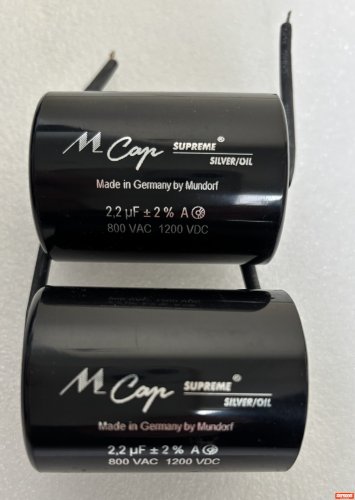 M Cap SUPREME®
SILVER/OIL
Made in Germany by Mundorf
2,2 µF ± 2% A
800 VAC 1200 VDC
M Cap SUPREME®
SILVER/OIL
Made in Germany by Mundorf
2,2 µF ± 2% A
800 VAC 1200 VDC